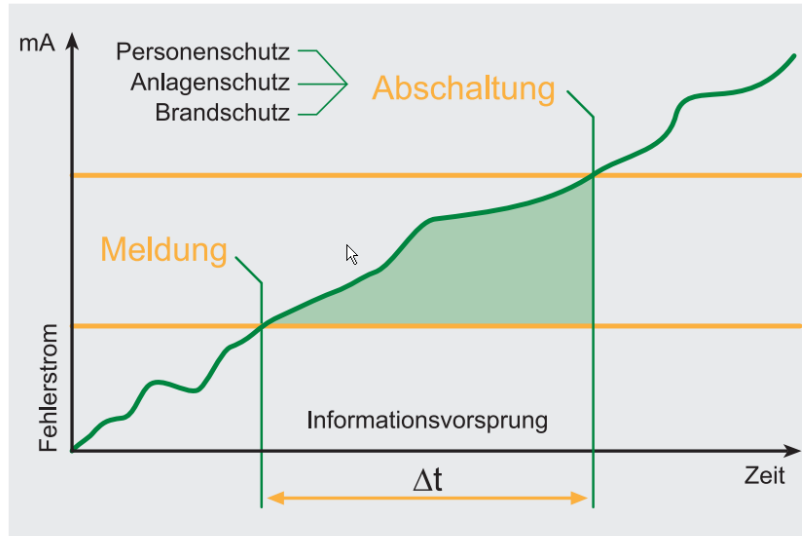 mA
Personenschutz
Anlagenschutz
Brandschutz
Abschaltung
Meldung
Fehlerstrom
Informationsvorsprung
Zeit
Δt